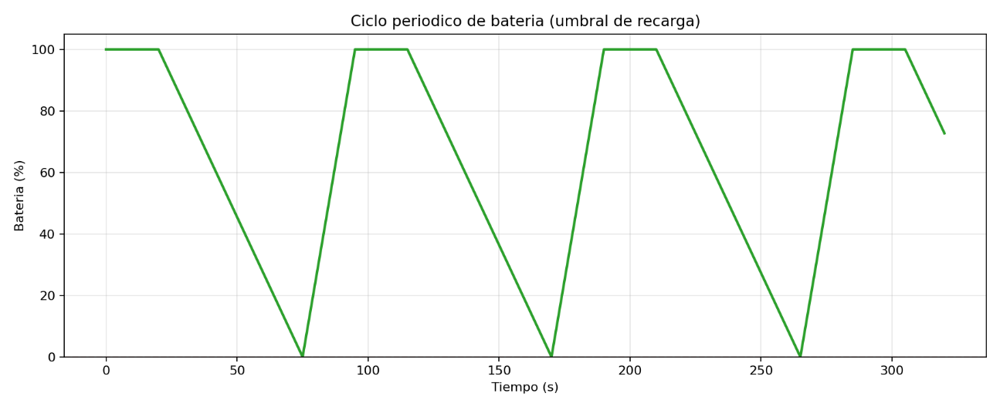 Ciclo periodico de bateria (umbral de recarga)
Bateria (%)
100
80
60
40
20
0
0 50 100 150 200 250 300
Tiempo (s)